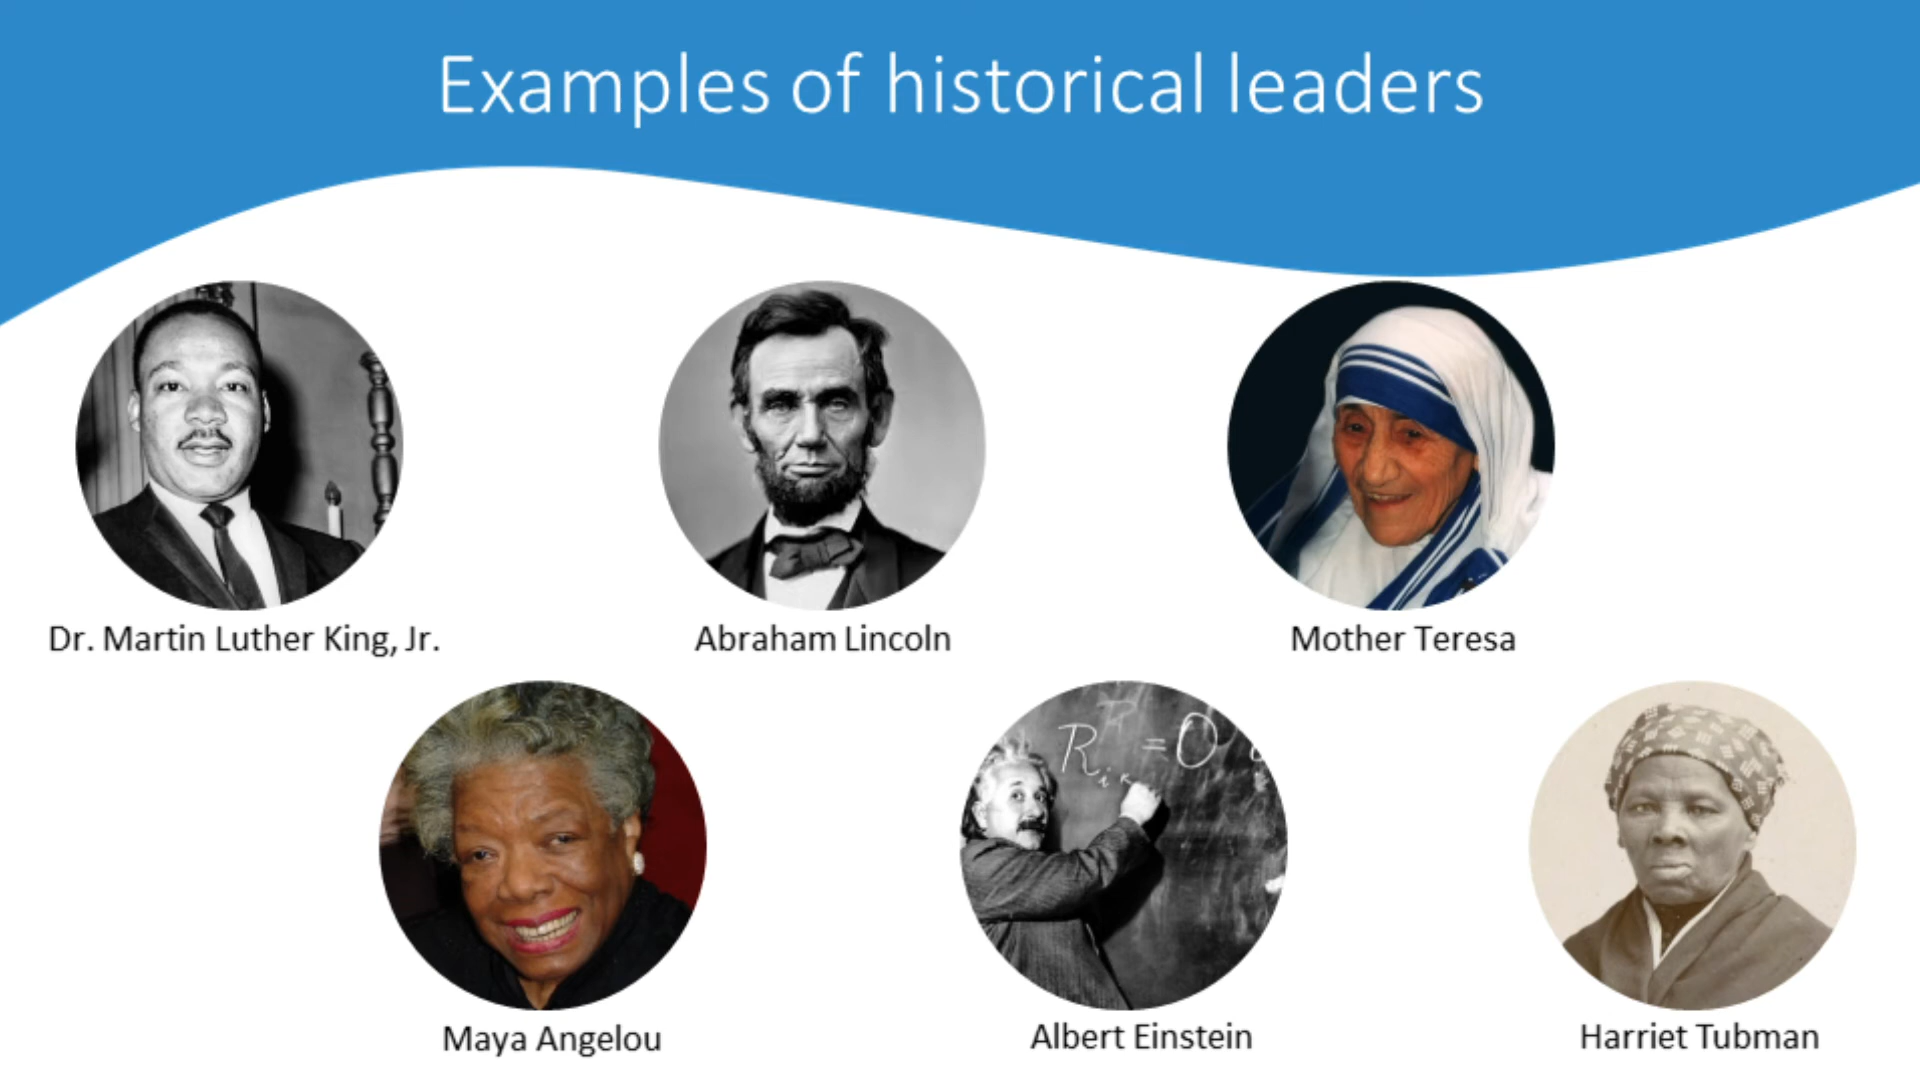 Examples of historical leaders
Dr. Martin Luther King, Jr.
Abraham Lincoln
Mother Teresa
R = 0
R i κ
Maya Angelou
Albert Einstein
Harriet Tubman